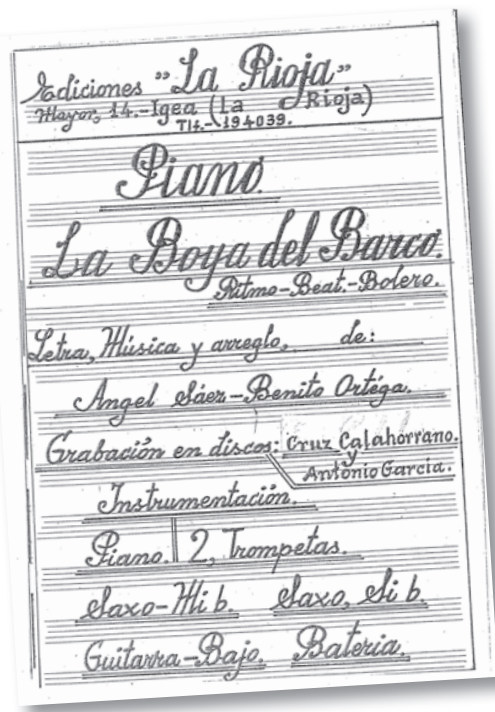 Ediciones "La Rioja"
Mayor, 14.-Igea (La Rioja)
Tlf.-194039.
Piano.
La Boya del Barco.
Ritmo-Beat.-Bolero.
Letra, Música y arreglo, de:
Angel Sáez-Benito Ortéga.
Grabación en discos: Cruz Calahorrano.
y
Antonio García.
Instrumentación.
Piano. 2, Trompetas.
Saxo-Mi b. Saxo, Si b.
Guitarra-Bajo. Bateria.